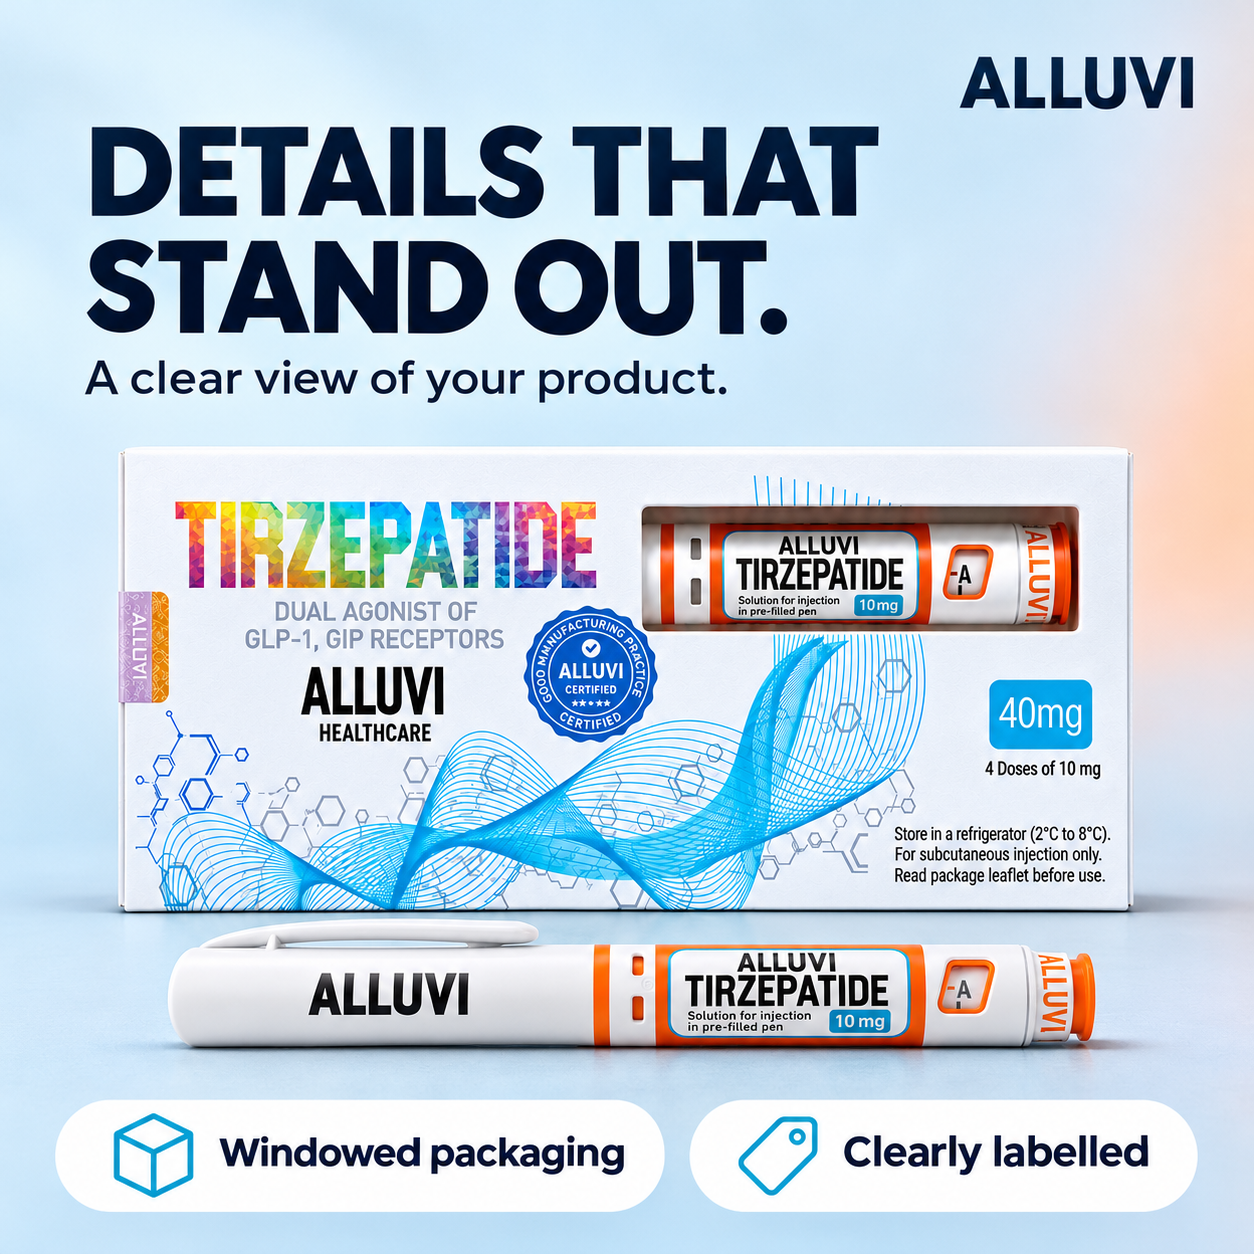 ALLUVI
DETAILS THAT
STAND OUT.
A clear view of your product.
TIRZEPATIDE
DUAL AGONIST OF
GLP-1, GIP RECEPTORS
ALLUVI
HEALTHCARE
ALLUVI
GOOD MNNUFACTURING PRACTICE
ALLUVI
CERTIFIED
CERTIFIED
ALLUVI
TIRZEPATIDE
Solution for injection
in pre-filled pen
10mg
A
ALLUVI
40mg
4 Doses of 10 mg
Store in a refrigerator (2°C to 8°C).
For subcutaneous injection only.
Read package leaflet before use.
ALLUVI
ALLUVI
TIRZEPATIDE
Solution for injection
in pre-filled pen
10 mg
A
ALLUVI
Windowed packaging
Clearly labelled